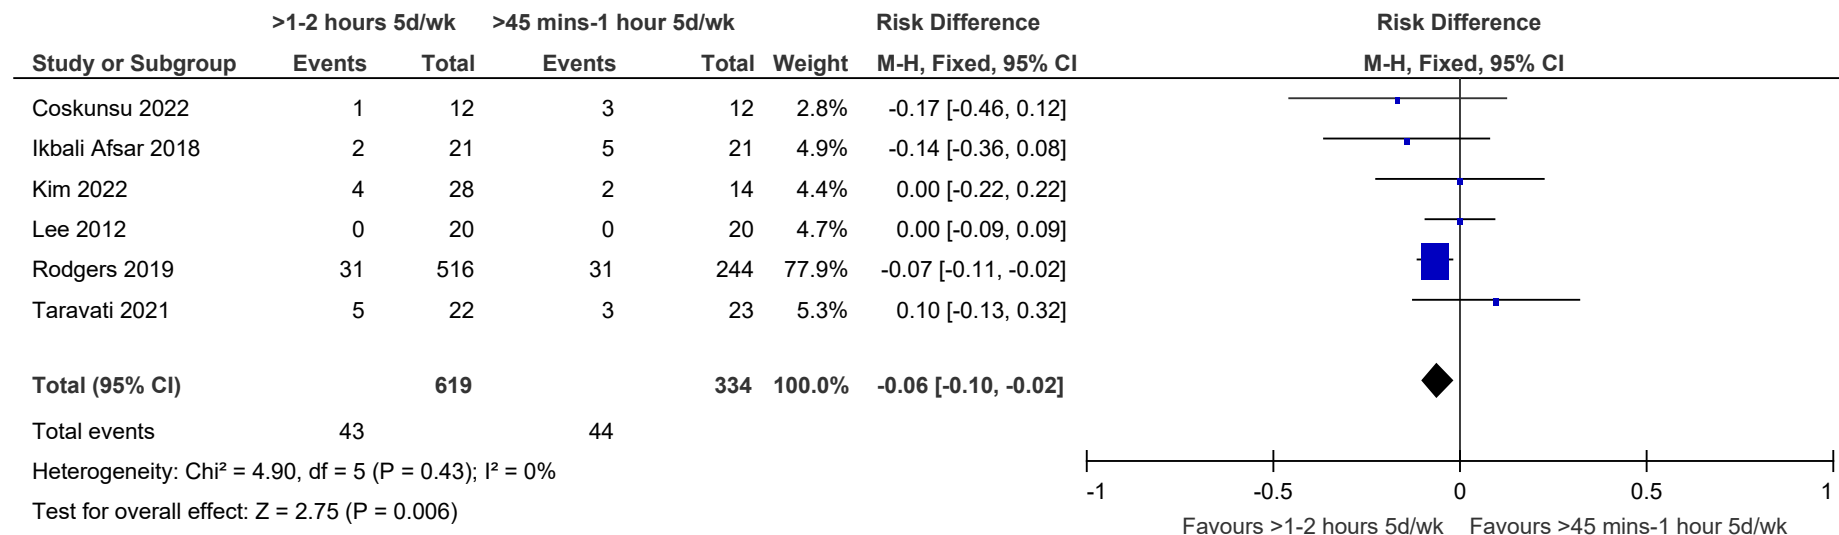 >1-2 hours 5d/wk >45 mins-1 hour 5d/wk Risk Difference Risk Difference
Study or Subgroup Events Total Events Total Weight M-H, Fixed, 95% CI M-H, Fixed, 95% CI
Coskunsu 2022 1 12 3 12 2.8% -0.17 [-0.46, 0.12]
Ikbali Afsar 2018 2 21 5 21 4.9% -0.14 [-0.36, 0.08]
Kim 2022 4 28 2 14 4.4% 0.00 [-0.22, 0.22]
Lee 2012 0 20 0 20 4.7% 0.00 [-0.09, 0.09]
Rodgers 2019 31 516 31 244 77.9% -0.07 [-0.11, -0.02]
Taravati 2021 5 22 3 23 5.3% 0.10 [-0.13, 0.32]
Total (95% CI) 619 334 100.0% -0.06 [-0.10, -0.02]
Total events 43 44
Heterogeneity: Chi² = 4.90, df = 5 (P = 0.43); I² = 0%
Test for overall effect: Z = 2.75 (P = 0.006)
-1 -0.5 0 0.5 1
Favours >1-2 hours 5d/wk Favours >45 mins-1 hour 5d/wk